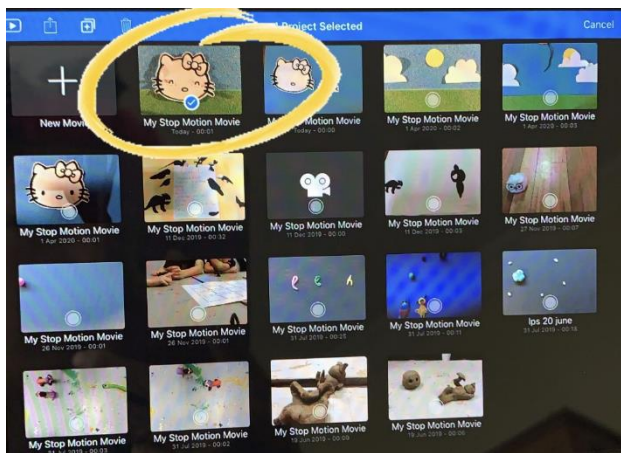 Project Selected
Cancel
New Movie
My Stop Motion Movie
Today - 00:01
My Stop Motion Movie
Today - 00:00
My Stop Motion Movie
1 Apr 2020 - 00:02
My Stop Motion Movie
1 Apr 2020 - 00:03
My Stop Motion Movie
1 Apr 2020 - 00:01
My Stop Motion Movie
11 Dec 2019 - 00:32
My Stop Motion Movie
11 Dec 2019 - 00:00
My Stop Motion Movie
11 Dec 2019 - 00:03
My Stop Motion Movie
27 Nov 2019 - 00:07
My Stop Motion Movie
26 Nov 2019 - 00:01
My Stop Motion Movie
26 Nov 2019 - 00:01
My Stop Motion Movie
31 Jul 2019 - 00:25
My Stop Motion Movie
31 Jul 2019 - 00:11
lps 20 june
31 Jul 2019 - 00:18
My Stop Motion Movie
31 Jul 2019 - 00:03
My Stop Motion Movie
31 Jul 2019 - 00:02
My Stop Motion Movie
19 Jun 2019 - 00:09
My Stop Motion Movie
19 Jun 2019 - 00:06